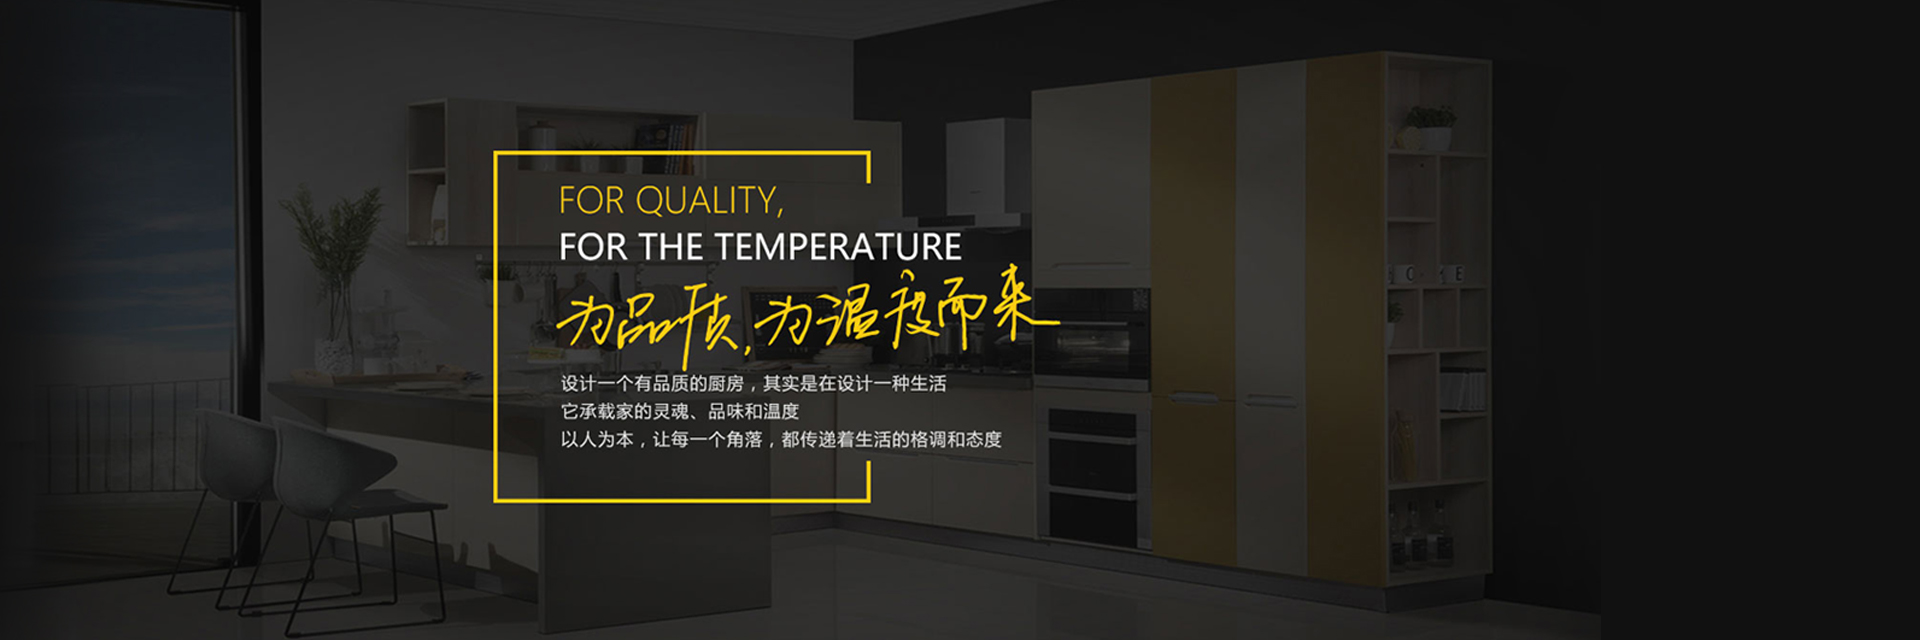 FOR QUALITY,
FOR THE TEMPERATURE
为品质,为温度而来
设计一个有品质的厨房，其实是在设计一种生活
它承载家的灵魂、品味和温度
以人为本，让每一个角落，都传递着生活的格调和态度